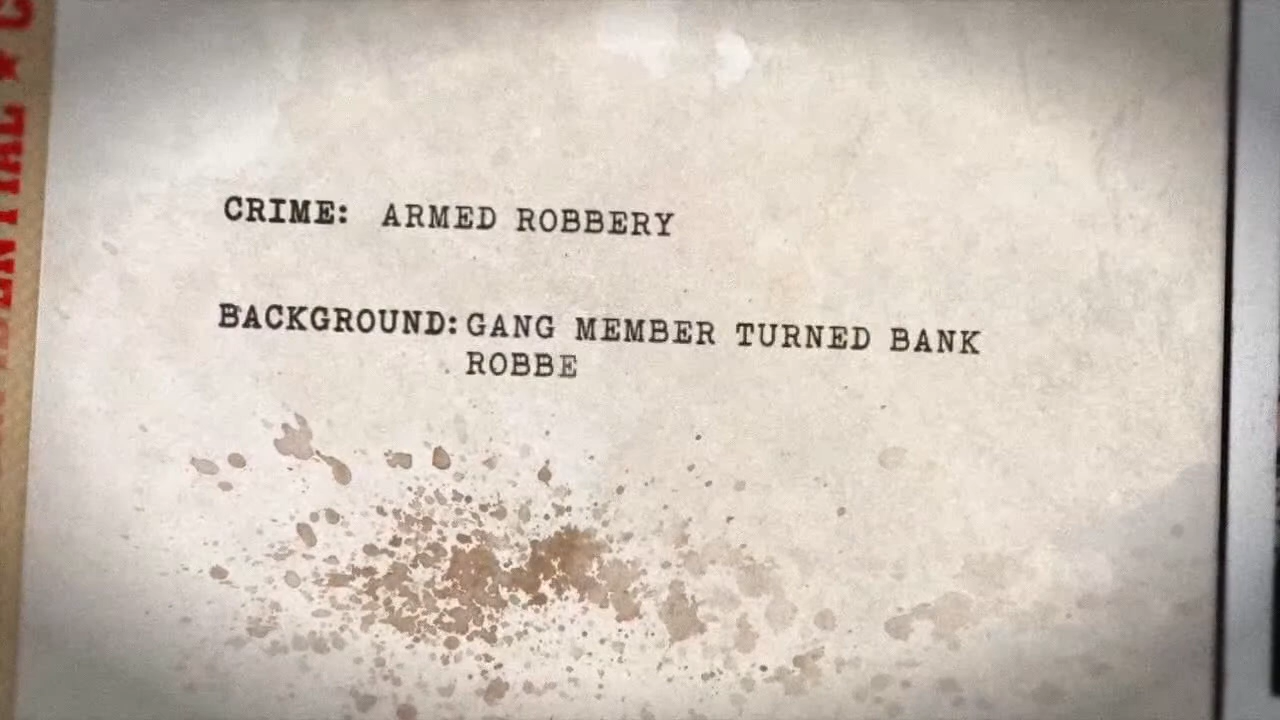 CRIME: ARMED ROBBERY
BACKGROUND: GANG MEMBER TURNED BANK
ROBBE